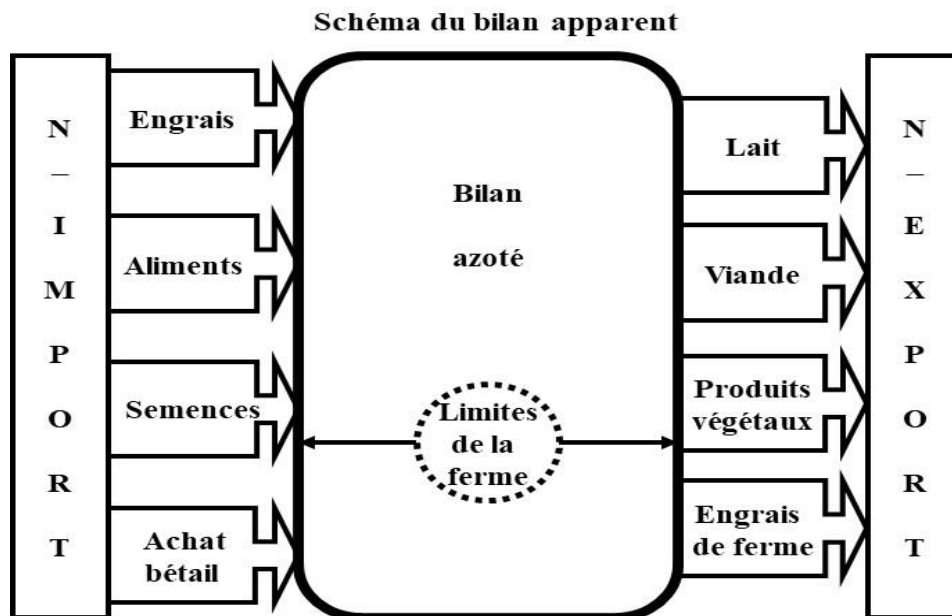 Schéma du bilan apparent
N – I M P O R T
Engrais
Aliments
Semences
Achat
bétail
Bilan
azoté
Limites
de la
ferme
Lait
Viande
Produits
végétaux
Engrais
de ferme
N – E X P O R T